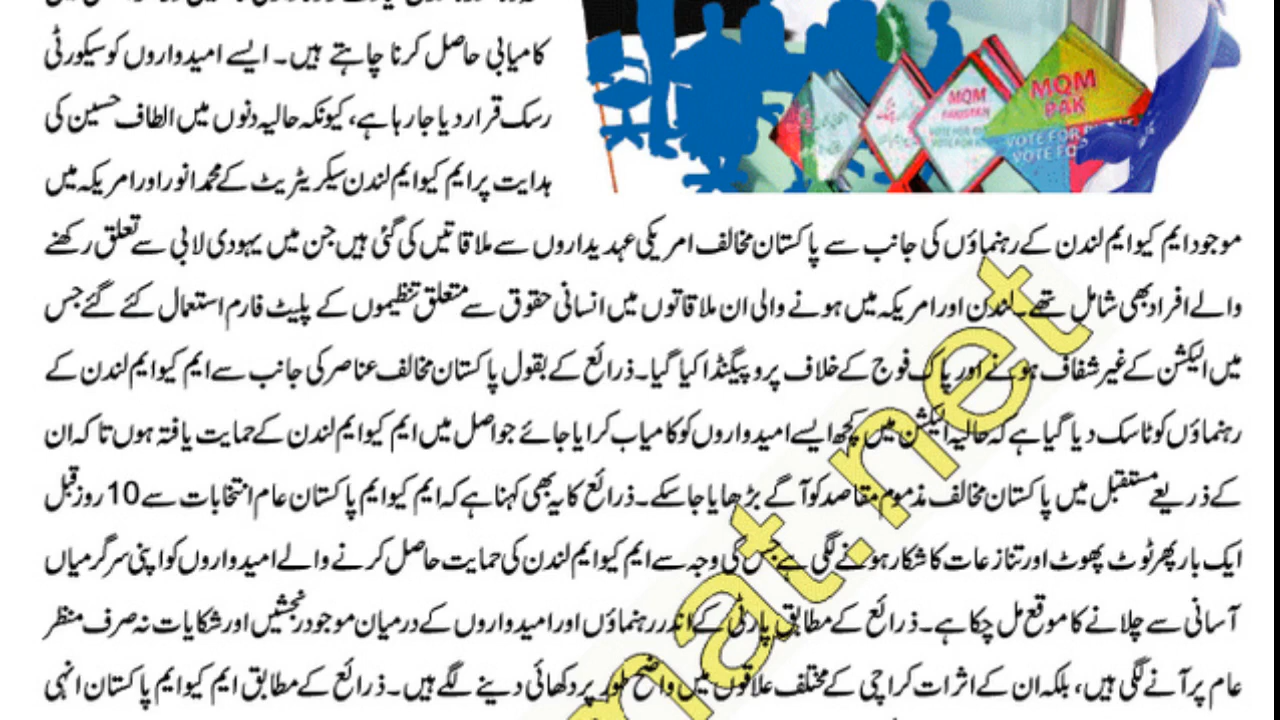 کامیابی حاصل کرنا چاہتے ہیں۔ ایسے امیدواروں کو سیکورٹی
رسک قرار دیا جا رہا ہے، کیونکہ حالیہ دنوں میں الطاف حسین کی
ہدایت پر ایم کیو ایم لندن سیکریٹریٹ کے محمد انور اور امریکہ میں
MQM
PAKISTAN
VOTE FOR
VOTE FOR
MQM
PAK
VOTE FOR
VOTE FO
موجود ایم کیو ایم لندن کے رہنماؤں کی جانب سے پاکستان مخالف امریکی عہدیداروں سے ملاقاتیں کی گئی ہیں جن میں یہودی لابی سے تعلق رکھنے
والے افراد بھی شامل تھے۔ لندن اور امریکہ میں ہونے والی ان ملاقاتوں میں انسانی حقوق سے متعلق تنظیموں کے پلیٹ فارم استعمال کئے گئے جس
میں الیکشن کے غیر شفاف ہونے اور پاک فوج کے خلاف پروپیگنڈا کیا گیا۔ ذرائع کے بقول پاکستان مخالف عناصر کی جانب سے ایم کیو ایم لندن کے
رہنماؤں کو ٹاسک دیا گیا ہے کہ حالیہ الیکشن میں کچھ ایسے امیدواروں کو کامیاب کرایا جائے جو اصل میں ایم کیو ایم لندن کے حمایت یافتہ ہوں تاکہ ان
کے ذریعے مستقبل میں پاکستان مخالف مذموم مقاصد کو آگے بڑھایا جا سکے۔ ذرائع کا یہ بھی کہنا ہے کہ ایم کیو ایم پاکستان عام انتخابات سے 10 روز قبل
ایک بار پھر ٹوٹ پھوٹ اور تنازعات کا شکار ہونے لگی ہے جس کی وجہ سے ایم کیو ایم لندن کی حمایت حاصل کرنے والے امیدواروں کو اپنی سرگرمیاں
آسانی سے چلانے کا موقع مل چکا ہے۔ ذرائع کے مطابق پارٹی کے اندر رہنماؤں اور امیدواروں کے درمیان موجود رنجشیں اور شکایات نہ صرف منظر
عام پر آنے لگی ہیں، بلکہ ان کے اثرات کراچی کے مختلف علاقوں میں واضح طور پر دکھائی دینے لگے ہیں۔ ذرائع کے مطابق ایم کیو ایم پاکستان انہی
mat.net